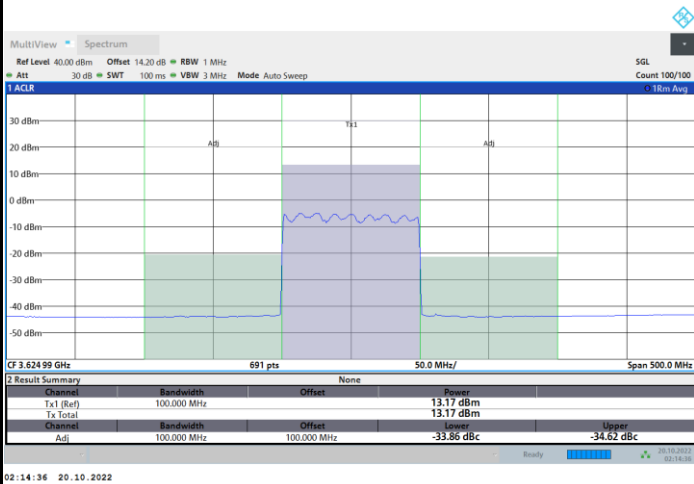 MultiView Spectrum
Ref Level 40.00 dBm Offset 14.20 dB RBW 1 MHz SGL
Att 30 dB SWT 100 ms VBW 3 MHz Mode Auto Sweep Count 100/100
1 ACLR 1Rm Avg
30 dBm
Tx1
20 dBm
Adj Adj
10 dBm
0 dBm
-10 dBm
-20 dBm
-30 dBm
-40 dBm
-50 dBm
CF 3.624 99 GHz 691 pts 50.0 MHz/ Span 500.0 MHz
2 Result Summary None
Channel Bandwidth Offset Power
Tx1 (Ref) 100.000 MHz 13.17 dBm
Tx Total 13.17 dBm
Channel Bandwidth Offset Lower Upper
Adj 100.000 MHz 100.000 MHz -33.86 dBc -34.62 dBc
Ready 20.10.2022
02:14:36
02:14:36 20.10.2022